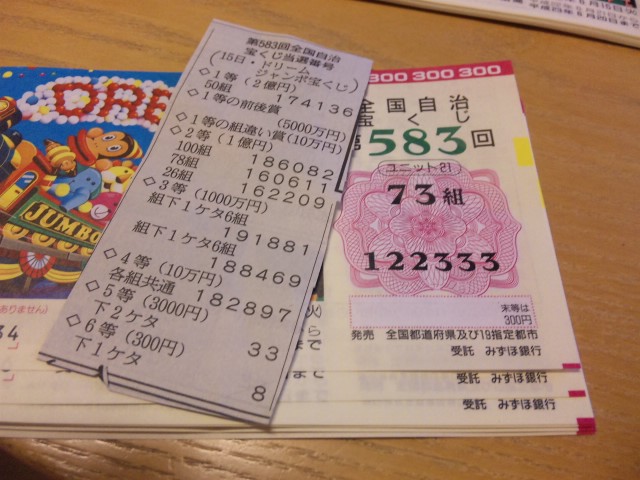 第583回全国自治
宝くじ当選番号
(15日・ドリーム
ジャンボ宝くじ)
◇1等(2億円)
50組 174136
◇1等の前後賞
(5000万円)
◇1等の組違い賞(10万円)
◇2等(1億円)
100組 186082
78組 160611
26組 162209
◇3等(1000万円)
組下1ケタ6組
191881
組下1ケタ6組
188469
◇4等(10万円)
各組共通 182897
◇5等(3000円)
下2ケタ 33
◇6等(300円)
下1ケタ 8
DRE
JUMBO
ありません)
34
300 300 300
全国自治
宝くじ
第583回
ユニット21
73組
122333
末等は
300円
発売 全国都道府県及び19指定都市
受託 みずほ銀行
受託 みずほ銀行
受託 みずほ銀行